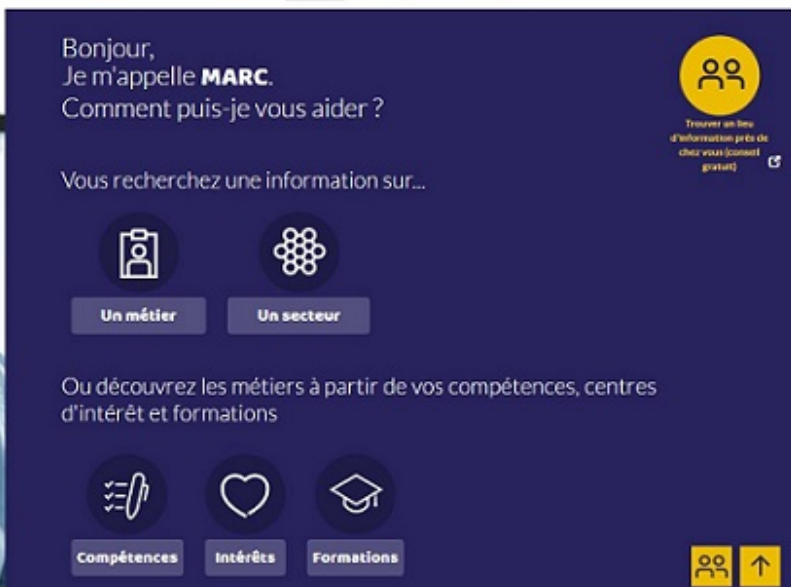 Bonjour,
Je m'appelle MARC.
Comment puis-je vous aider ?
Trouver un lieu
d'information près de
chez vous (conseil
gratuit)
Vous recherchez une information sur...
Un métier
Un secteur
Ou découvrez les métiers à partir de vos compétences, centres
d'intérêt et formations
Compétences
Intérêts
Formations